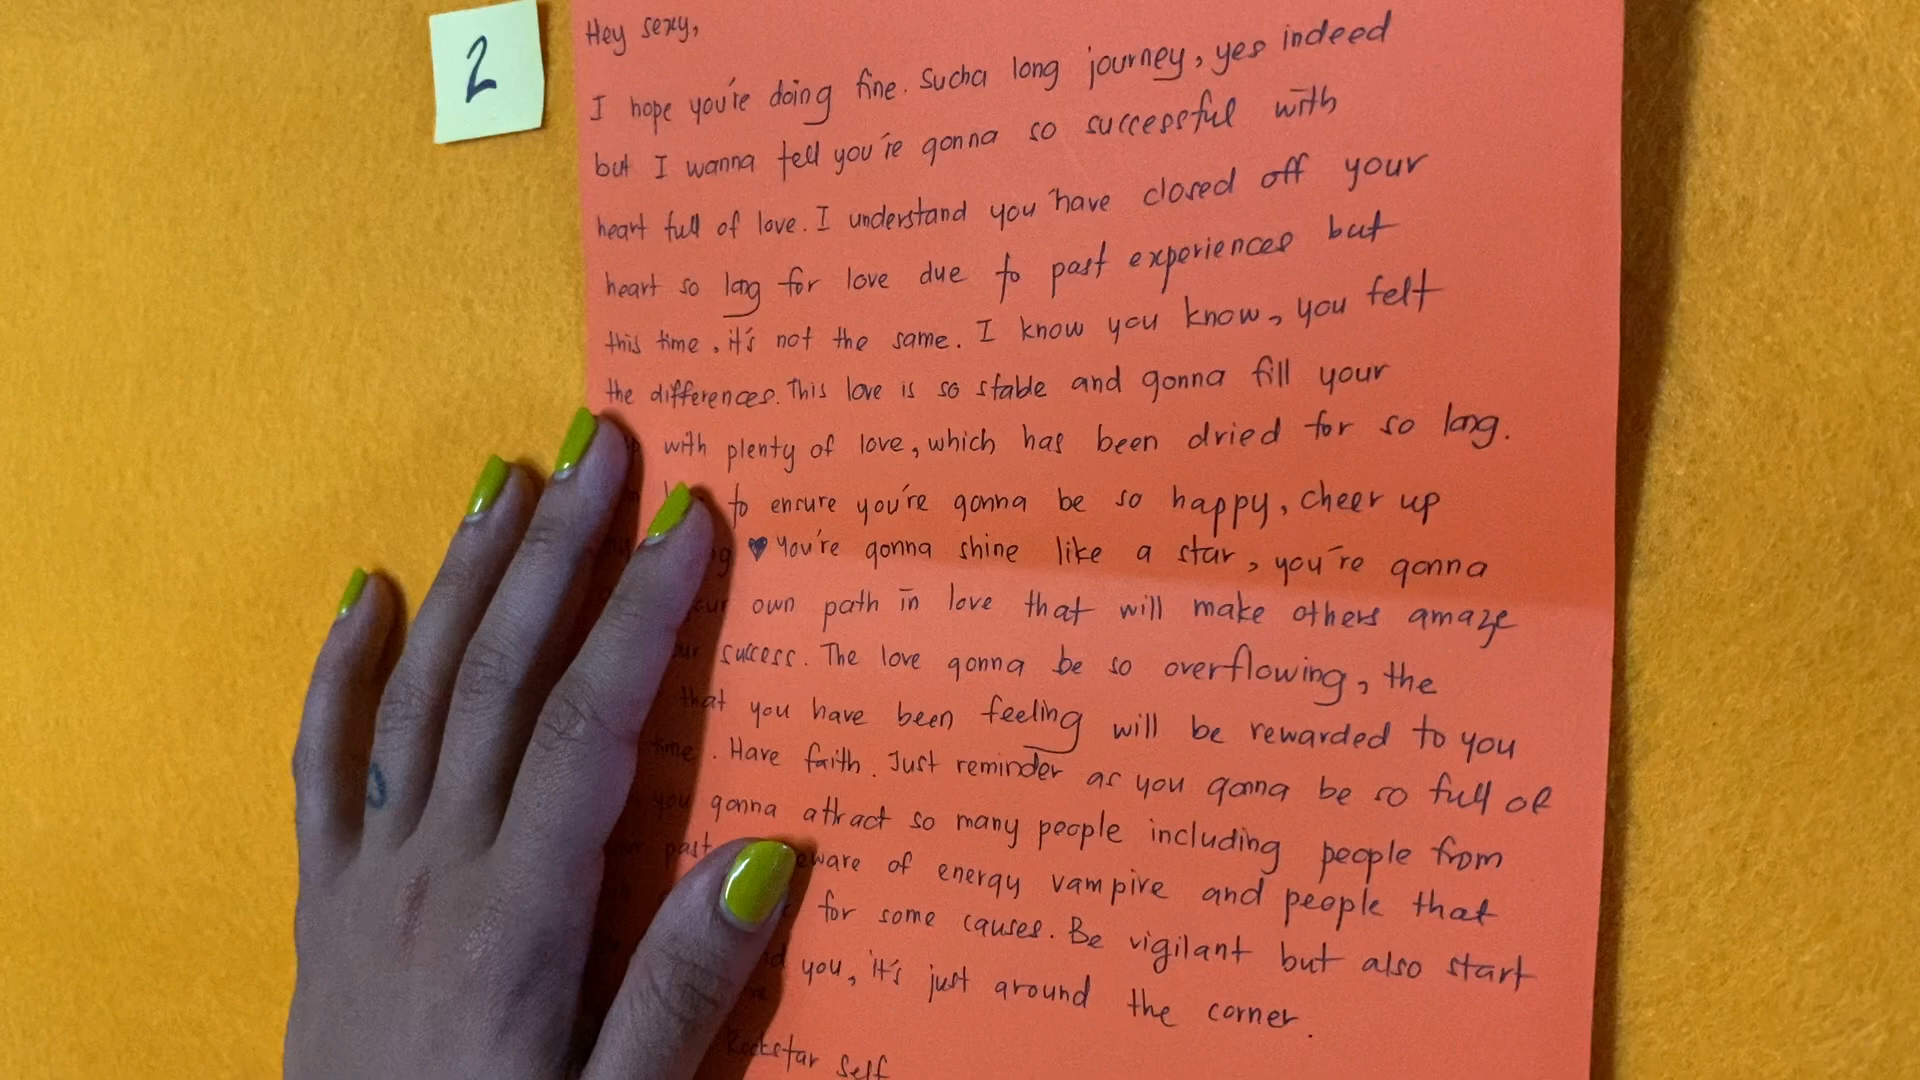 2
Hey sexy,
I hope you're doing fine. Sucha long journey, yes indeed
but I wanna tell you're gonna so successful with
heart full of love. I understand you have closed off your
heart so long for love due to past experiences but
this time, it's not the same. I know you know, you felt
the differences. This love is so stable and gonna fill your
with plenty of love, which has been dried for so long.
to ensure you're gonna be so happy, cheer up
♥ You're gonna shine like a star, you're gonna
own path in love that will make others amaze
success. The love gonna be so overflowing, the
that you have been feeling will be rewarded to you
time. Have faith. Just reminder as you gonna be so full of
you gonna attract so many people including people from
past eware of energy vampire and people that
for some causes. Be vigilant but also start
you, it's just around the corner.
Rockstar self